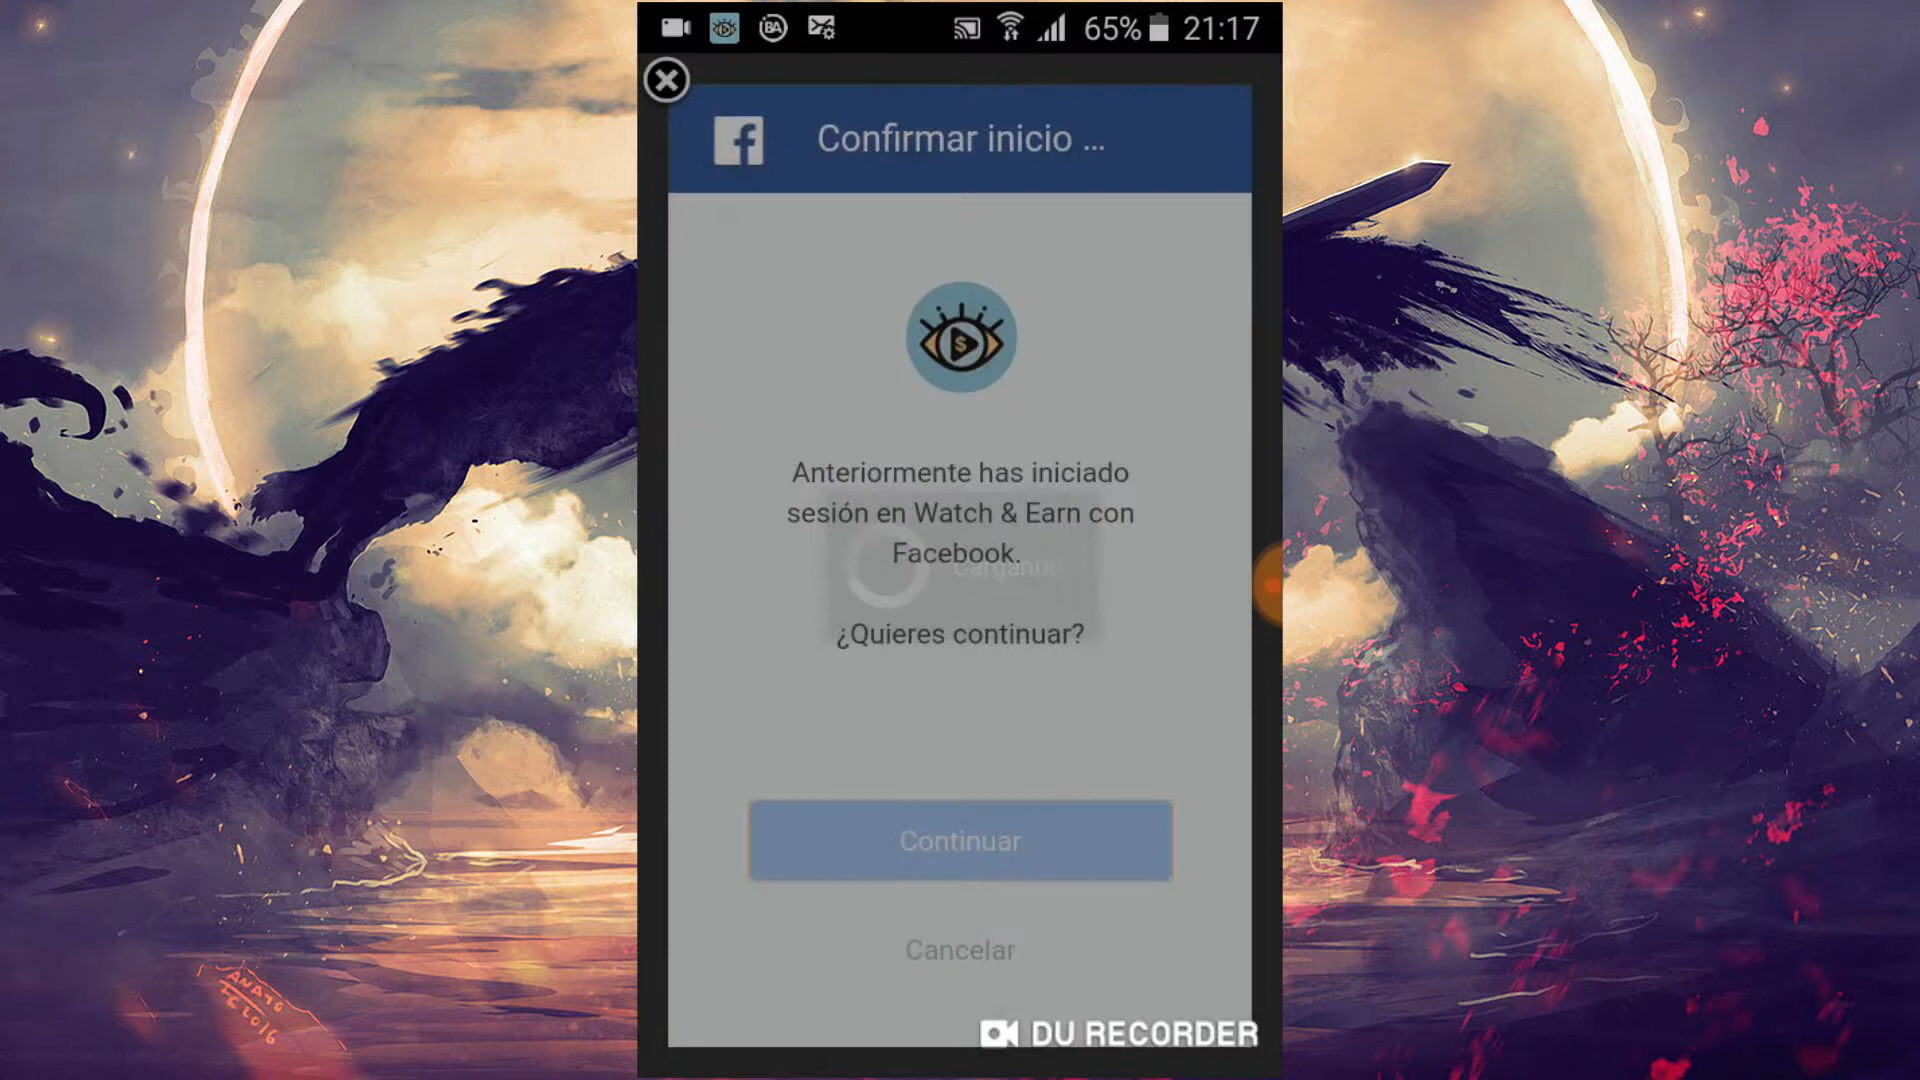 65% 21:17
Confirmar inicio ...
$
Anteriormente has iniciado
sesión en Watch & Earn con
Facebook.
¿Quieres continuar?
Continuar
Cancelar
DU RECORDER